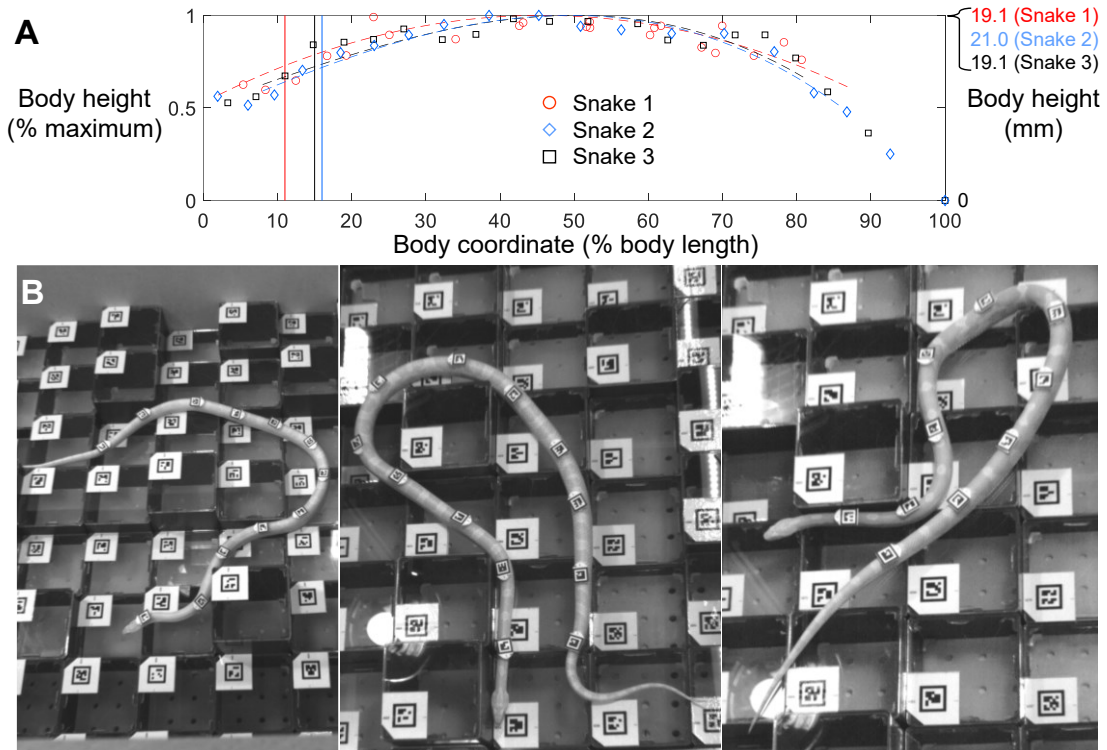 A
1
0.5
0
Body height
(% maximum)
Snake 1
Snake 2
Snake 3
19.1 (Snake 1)
21.0 (Snake 2)
19.1 (Snake 3)
Body height
(mm)
0
0 10 20 30 40 50 60 70 80 90 100
Body coordinate (% body length)
B